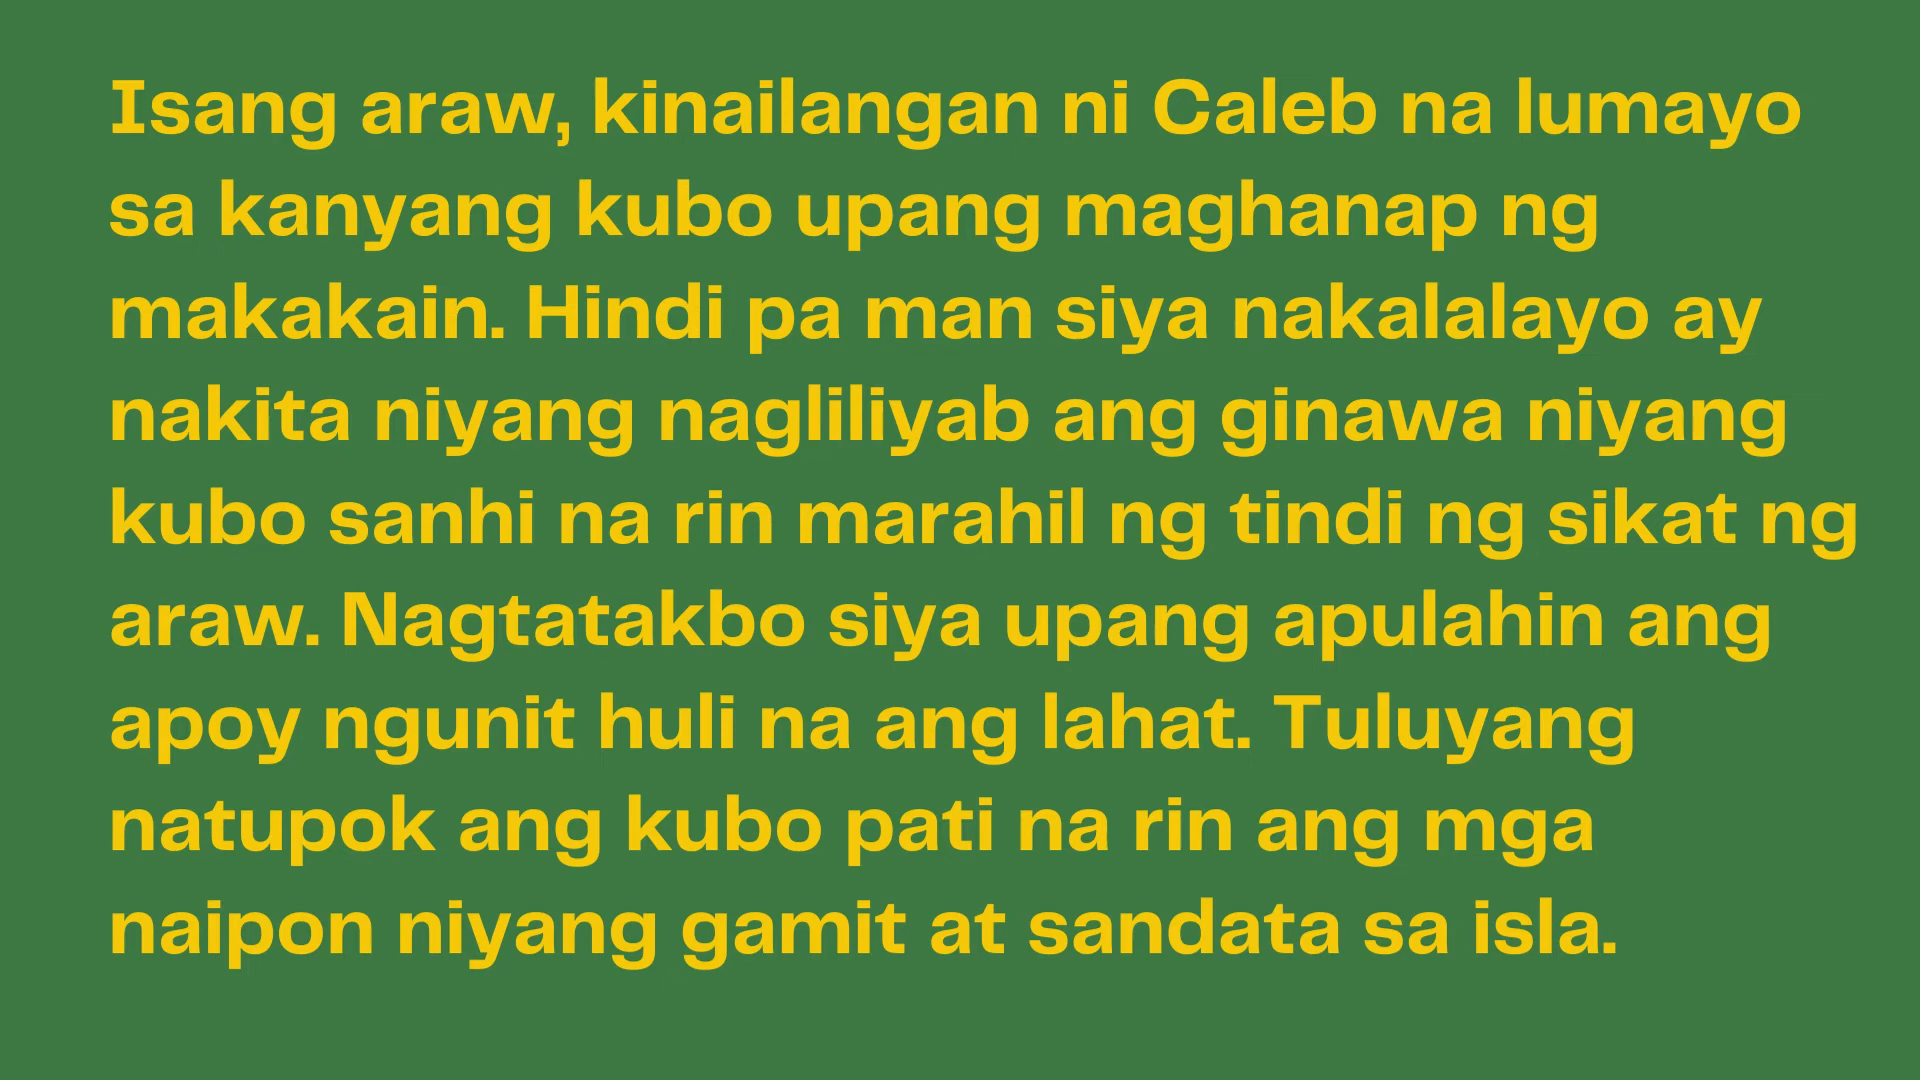 Isang araw, kinailangan ni Caleb na lumayo
sa kanyang kubo upang maghanap ng
makakain. Hindi pa man siya nakalalayo ay
nakita niyang nagliliyab ang ginawa niyang
kubo sanhi na rin marahil ng tindi ng sikat ng
araw. Nagtatakbo siya upang apulahin ang
apoy ngunit huli na ang lahat. Tuluyang
natupok ang kubo pati na rin ang mga
naipon niyang gamit at sandata sa isla.